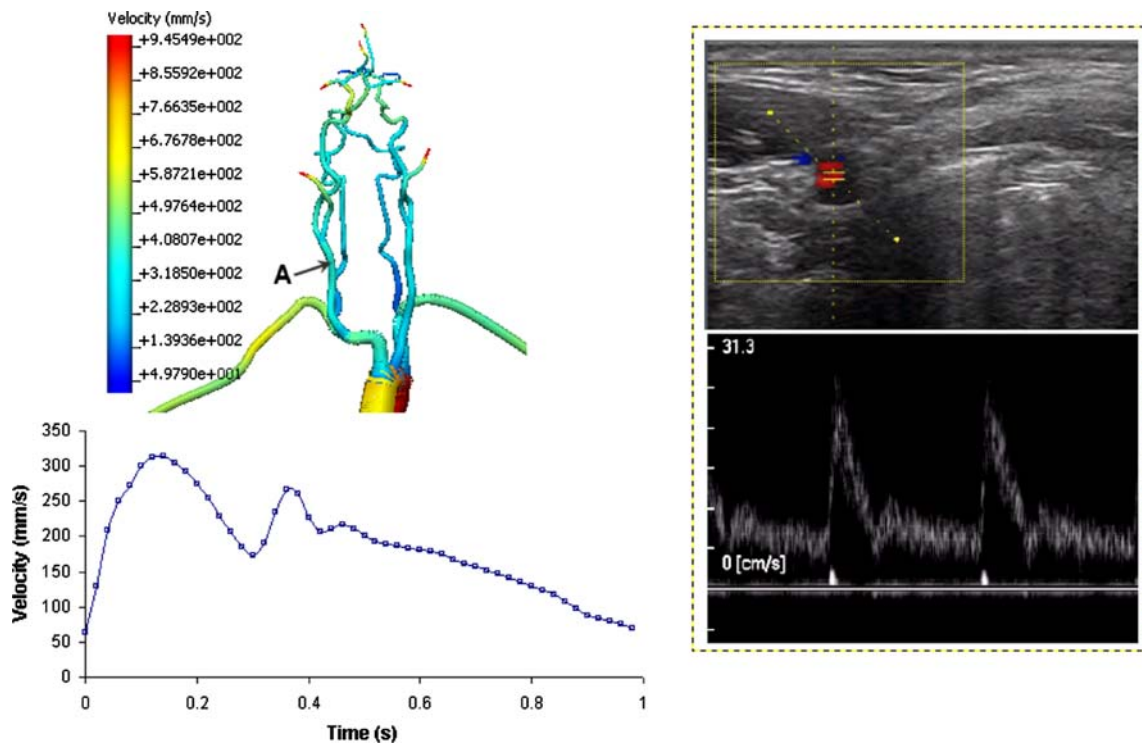 Velocity (mm/s)
+9.4549e+002
+8.5592e+002
+7.6635e+002
+6.7678e+002
+5.8721e+002
+4.9764e+002
+4.0807e+002
+3.1850e+002
+2.2893e+002
+1.3936e+002
+4.9790e+001
A
350
300
250
200
150
100
50
0
Velocity (mm/s)
0 0.2 0.4 0.6 0.8 1
Time (s)
31.3
0 [cm/s]